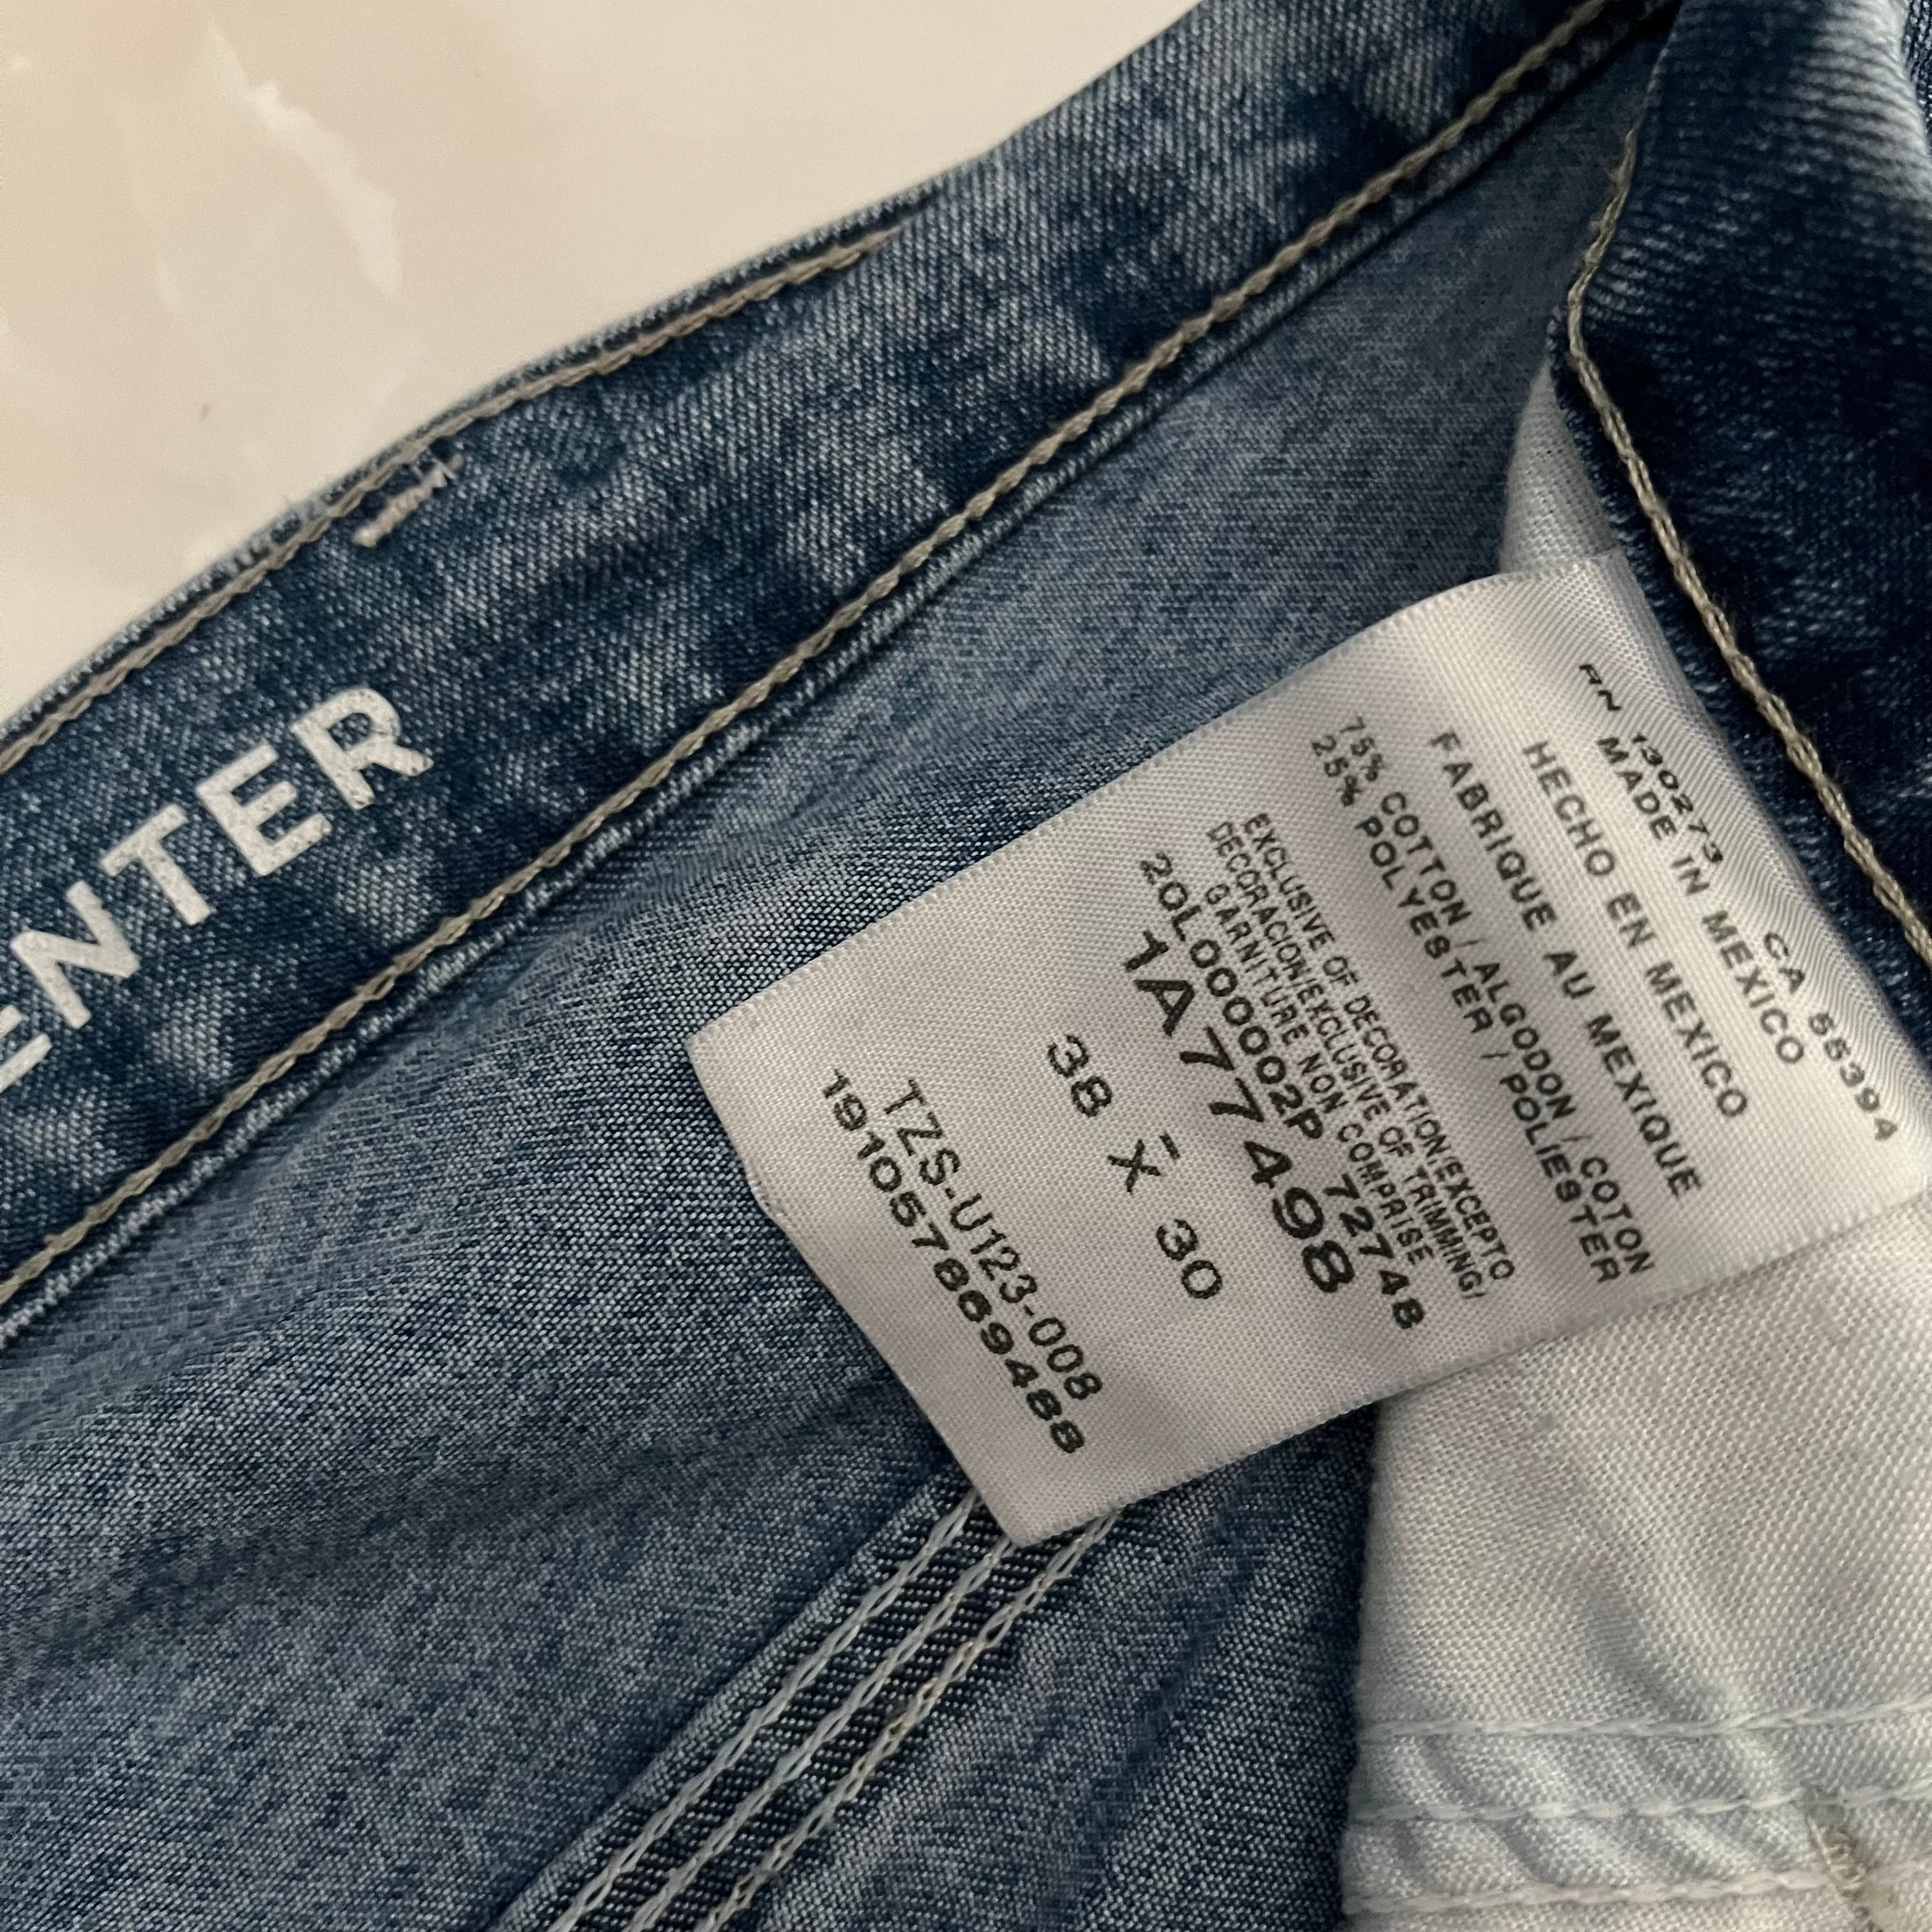 ENTER
RN 130273 CA 55394
MADE IN MEXICO
HECHO EN MEXICO
FABRIQUE AU MEXIQUE
75% COTTON / ALGODON / COTON
25% POLYESTER / POLIESTER
EXCLUSIVE OF DECORATION/EXCEPTO
DECORACION/EXCLUSIVE OF TRIMMING/
GARNITURE NON COMPRISE
20L000002P 72748
1A77498
38 X 30
TZS-U123-008
191057869488